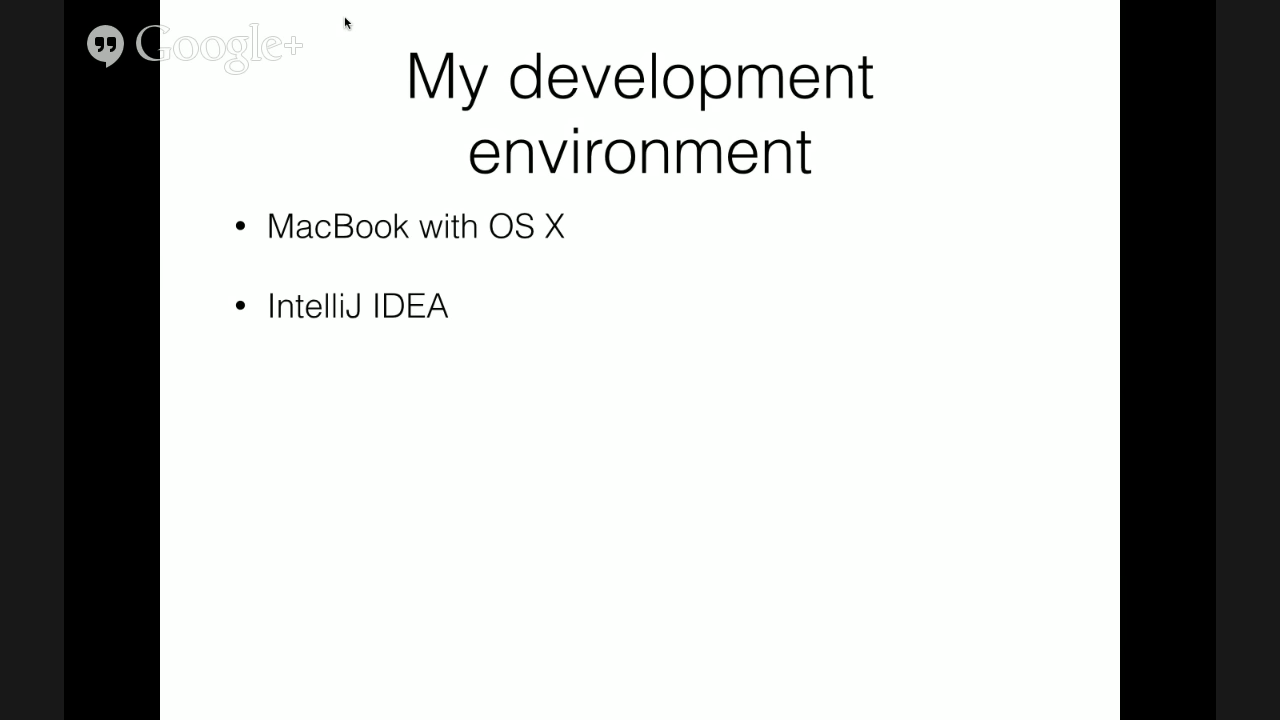 Google+
My development
environment
• MacBook with OS X
• IntelliJ IDEA